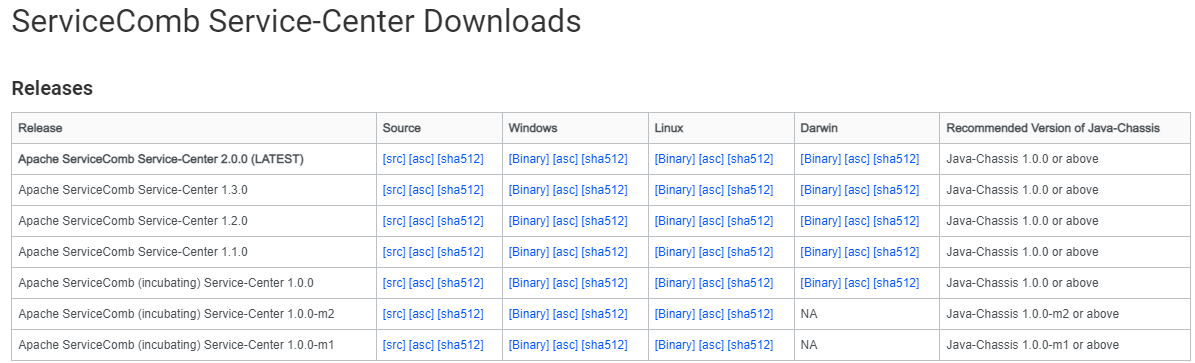 ServiceComb Service-Center Downloads
Releases
Release Source Windows Linux Darwin Recommended Version of Java-Chassis
Apache ServiceComb Service-Center 2.0.0 (LATEST) [src] [asc] [sha512] [Binary] [asc] [sha512] [Binary] [asc] [sha512] [Binary] [asc] [sha512] Java-Chassis 1.0.0 or above
Apache ServiceComb Service-Center 1.3.0 [src] [asc] [sha512] [Binary] [asc] [sha512] [Binary] [asc] [sha512] [Binary] [asc] [sha512] Java-Chassis 1.0.0 or above
Apache ServiceComb Service-Center 1.2.0 [src] [asc] [sha512] [Binary] [asc] [sha512] [Binary] [asc] [sha512] [Binary] [asc] [sha512] Java-Chassis 1.0.0 or above
Apache ServiceComb Service-Center 1.1.0 [src] [asc] [sha512] [Binary] [asc] [sha512] [Binary] [asc] [sha512] [Binary] [asc] [sha512] Java-Chassis 1.0.0 or above
Apache ServiceComb (incubating) Service-Center 1.0.0 [src] [asc] [sha512] [Binary] [asc] [sha512] [Binary] [asc] [sha512] [Binary] [asc] [sha512] Java-Chassis 1.0.0 or above
Apache ServiceComb (incubating) Service-Center 1.0.0-m2 [src] [asc] [sha512] [Binary] [asc] [sha512] [Binary] [asc] [sha512] NA Java-Chassis 1.0.0-m2 or above
Apache ServiceComb (incubating) Service-Center 1.0.0-m1 [src] [asc] [sha512] [Binary] [asc] [sha512] [Binary] [asc] [sha512] NA Java-Chassis 1.0.0-m1 or above